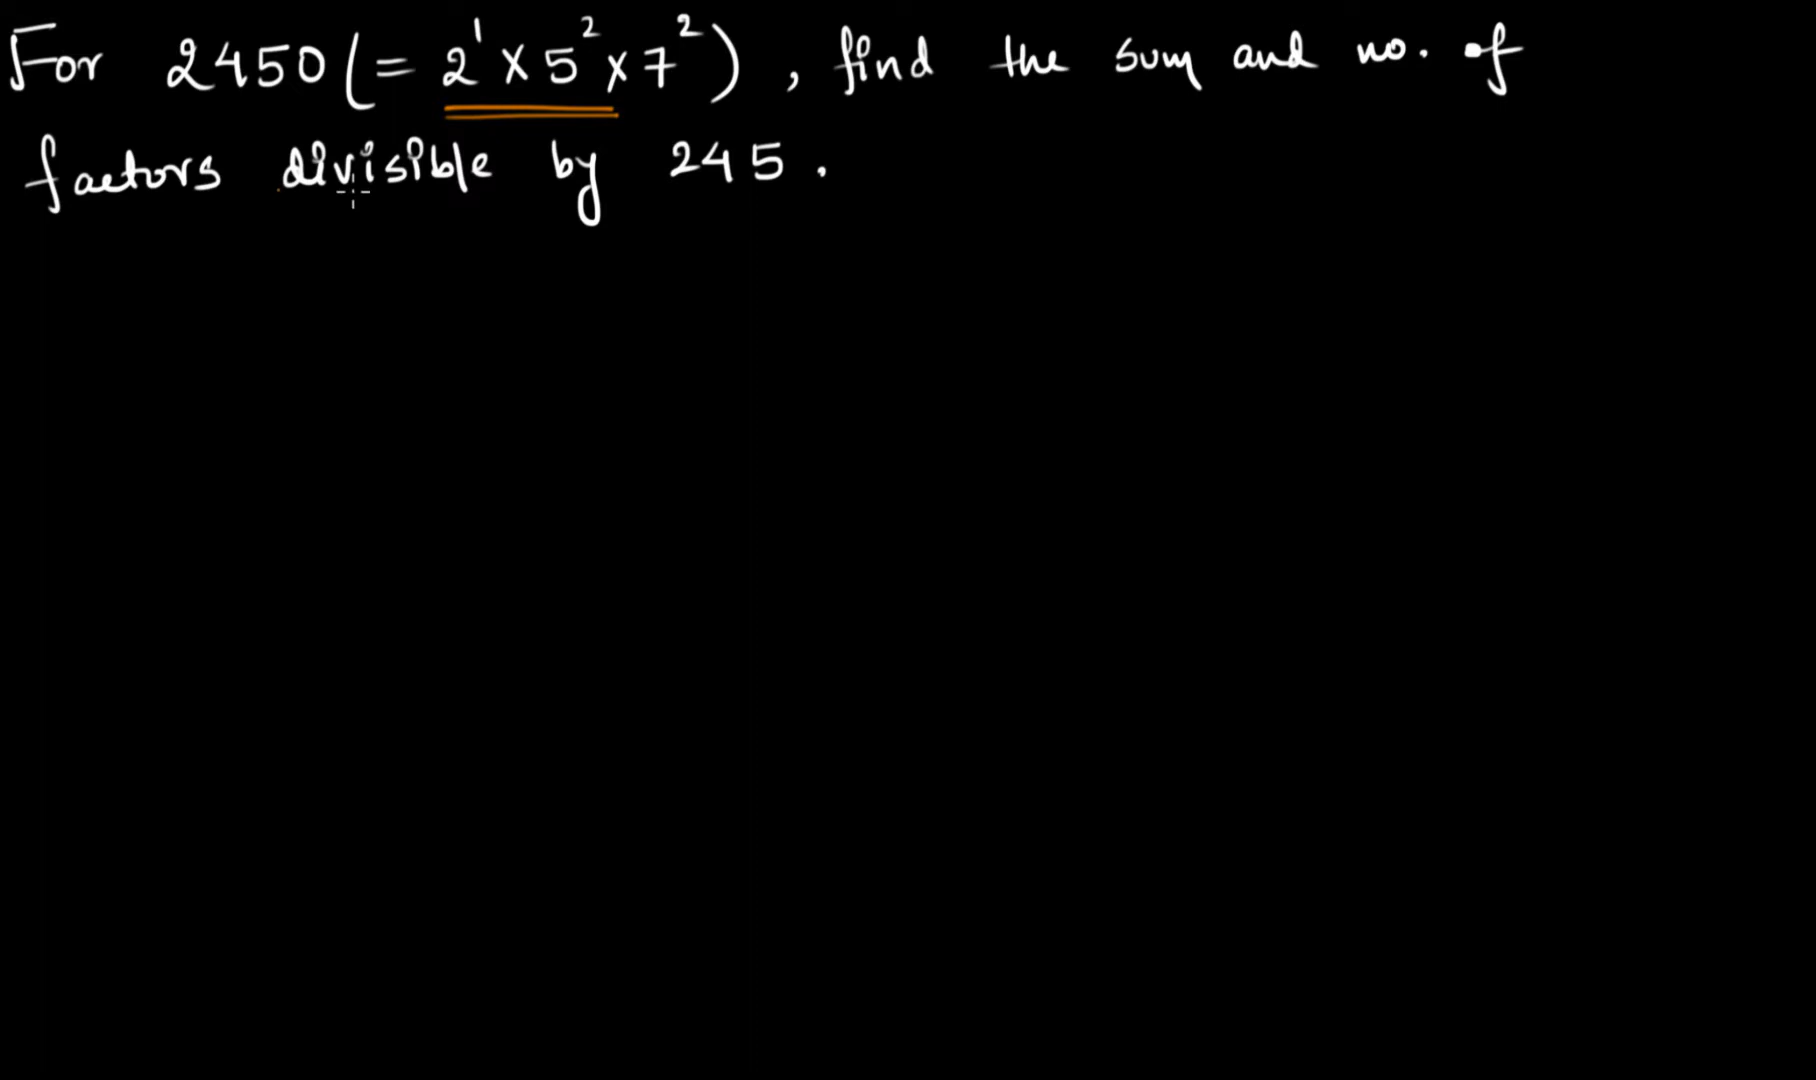 For 2450 (= 2¹ × 5² × 7²), find the sum and no. of
factors divisible by 245.